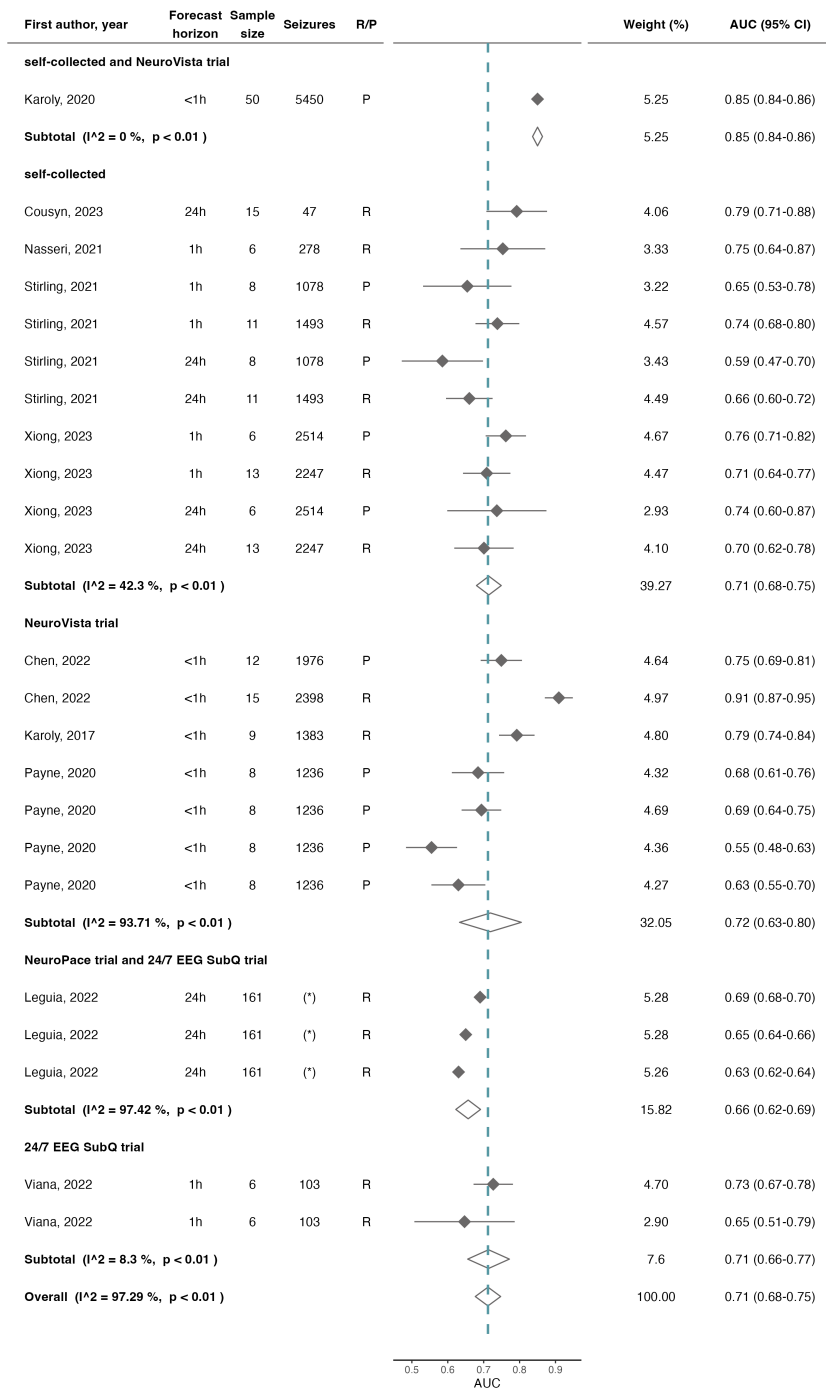 First author, year Forecast horizon Sample size Seizures R/P Weight (%) AUC (95% CI)
self-collected and NeuroVista trial
Karoly, 2020 <1h 50 5450 P 5.25 0.85 (0.84-0.86)
Subtotal (I^2 = 0 %, p < 0.01 ) 5.25 0.85 (0.84-0.86)
self-collected
Cousyn, 2023 24h 15 47 R 4.06 0.79 (0.71-0.88)
Nasseri, 2021 1h 6 278 R 3.33 0.75 (0.64-0.87)
Stirling, 2021 1h 8 1078 P 3.22 0.65 (0.53-0.78)
Stirling, 2021 1h 11 1493 R 4.57 0.74 (0.68-0.80)
Stirling, 2021 24h 8 1078 P 3.43 0.59 (0.47-0.70)
Stirling, 2021 24h 11 1493 R 4.49 0.66 (0.60-0.72)
Xiong, 2023 1h 6 2514 P 4.67 0.76 (0.71-0.82)
Xiong, 2023 1h 13 2247 R 4.47 0.71 (0.64-0.77)
Xiong, 2023 24h 6 2514 P 2.93 0.74 (0.60-0.87)
Xiong, 2023 24h 13 2247 R 4.10 0.70 (0.62-0.78)
Subtotal (I^2 = 42.3 %, p < 0.01 ) 39.27 0.71 (0.68-0.75)
NeuroVista trial
Chen, 2022 <1h 12 1976 P 4.64 0.75 (0.69-0.81)
Chen, 2022 <1h 15 2398 R 4.97 0.91 (0.87-0.95)
Karoly, 2017 <1h 9 1383 R 4.80 0.79 (0.74-0.84)
Payne, 2020 <1h 8 1236 P 4.32 0.68 (0.61-0.76)
Payne, 2020 <1h 8 1236 P 4.69 0.69 (0.64-0.75)
Payne, 2020 <1h 8 1236 P 4.36 0.55 (0.48-0.63)
Payne, 2020 <1h 8 1236 P 4.27 0.63 (0.55-0.70)
Subtotal (I^2 = 93.71 %, p < 0.01 ) 32.05 0.72 (0.63-0.80)
NeuroPace trial and 24/7 EEG SubQ trial
Leguia, 2022 24h 161 (*) R 5.28 0.69 (0.68-0.70)
Leguia, 2022 24h 161 (*) R 5.28 0.65 (0.64-0.66)
Leguia, 2022 24h 161 (*) R 5.26 0.63 (0.62-0.64)
Subtotal (I^2 = 97.42 %, p < 0.01 ) 15.82 0.66 (0.62-0.69)
24/7 EEG SubQ trial
Viana, 2022 1h 6 103 R 4.70 0.73 (0.67-0.78)
Viana, 2022 1h 6 103 R 2.90 0.65 (0.51-0.79)
Subtotal (I^2 = 8.3 %, p < 0.01 ) 7.6 0.71 (0.66-0.77)
Overall (I^2 = 97.29 %, p < 0.01 ) 100.00 0.71 (0.68-0.75)
0.5 0.6 0.7 0.8 0.9
AUC